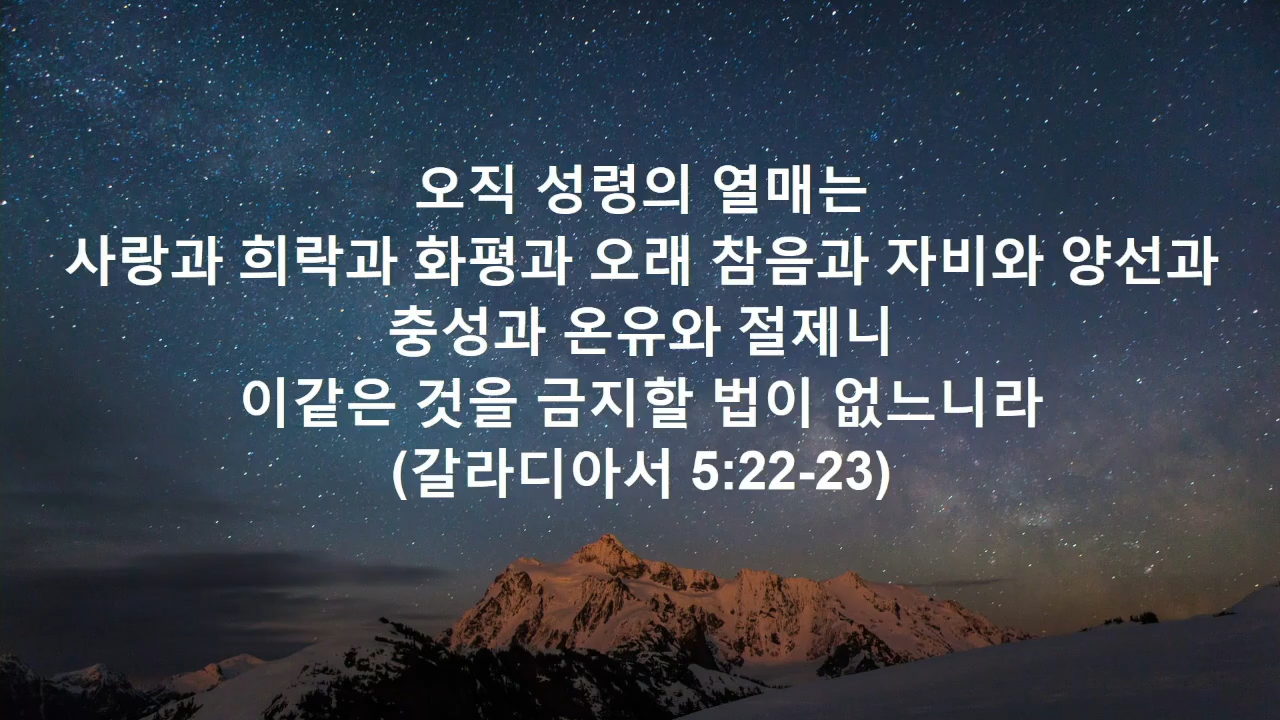 오직 성령의 열매는
사랑과 희락과 화평과 오래 참음과 자비와 양선과
충성과 온유와 절제니
이같은 것을 금지할 법이 없느니라
(갈라디아서 5:22-23)